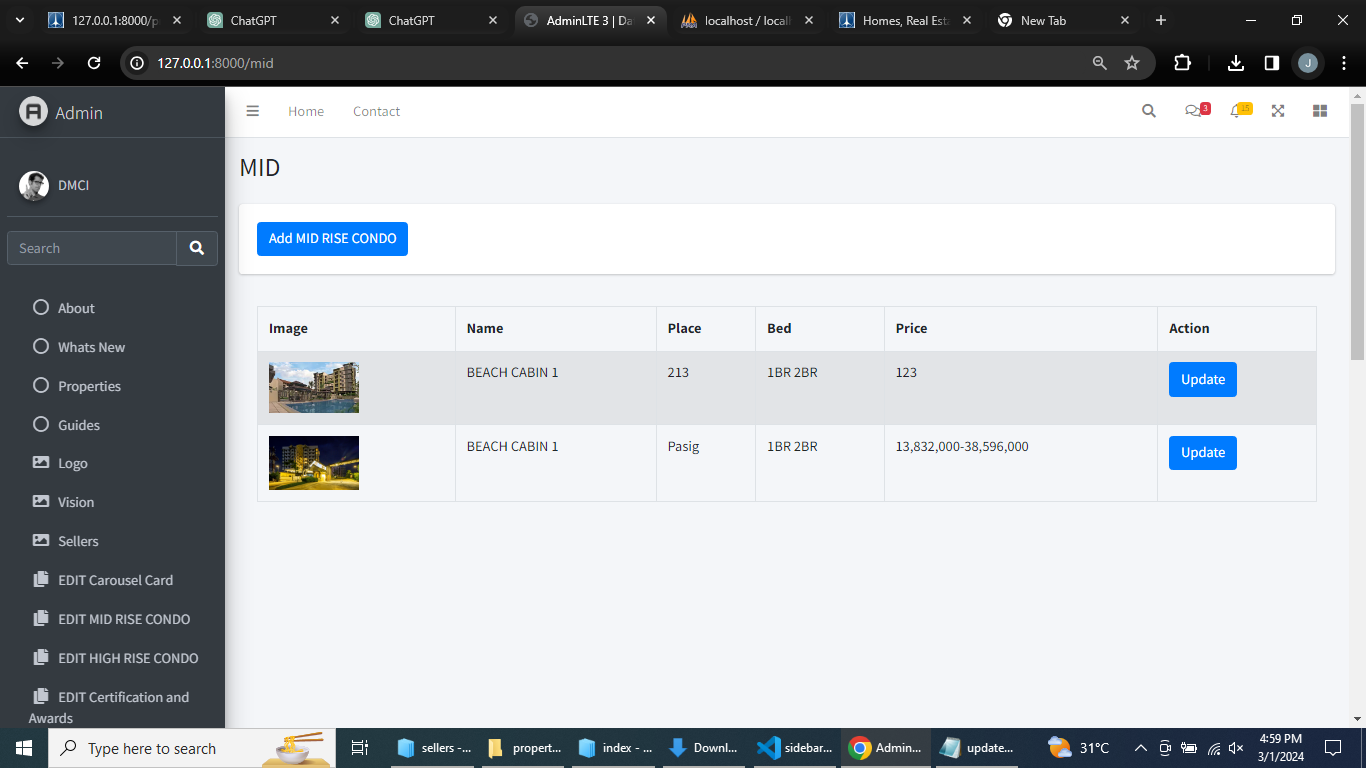 127.0.0.1:8000/p
ChatGPT
ChatGPT
AdminLTE 3 | Da
localhost / local
Homes, Real Est
New Tab
127.0.0.1:8000/mid
J
Admin
Home
Contact
3
15
DMCI
Search
About
Whats New
Properties
Guides
Logo
Vision
Sellers
EDIT Carousel Card
EDIT MID RISE CONDO
EDIT HIGH RISE CONDO
EDIT Certification and
Awards
MID
Add MID RISE CONDO
Image Name Place Bed Price Action
BEACH CABIN 1 213 1BR 2BR 123 Update
BEACH CABIN 1 Pasig 1BR 2BR 13,832,000-38,596,000 Update
Type here to search
sellers -...
propert...
index - ...
Downl...
sidebar...
Admin...
update...
31°C
4:59 PM
3/1/2024